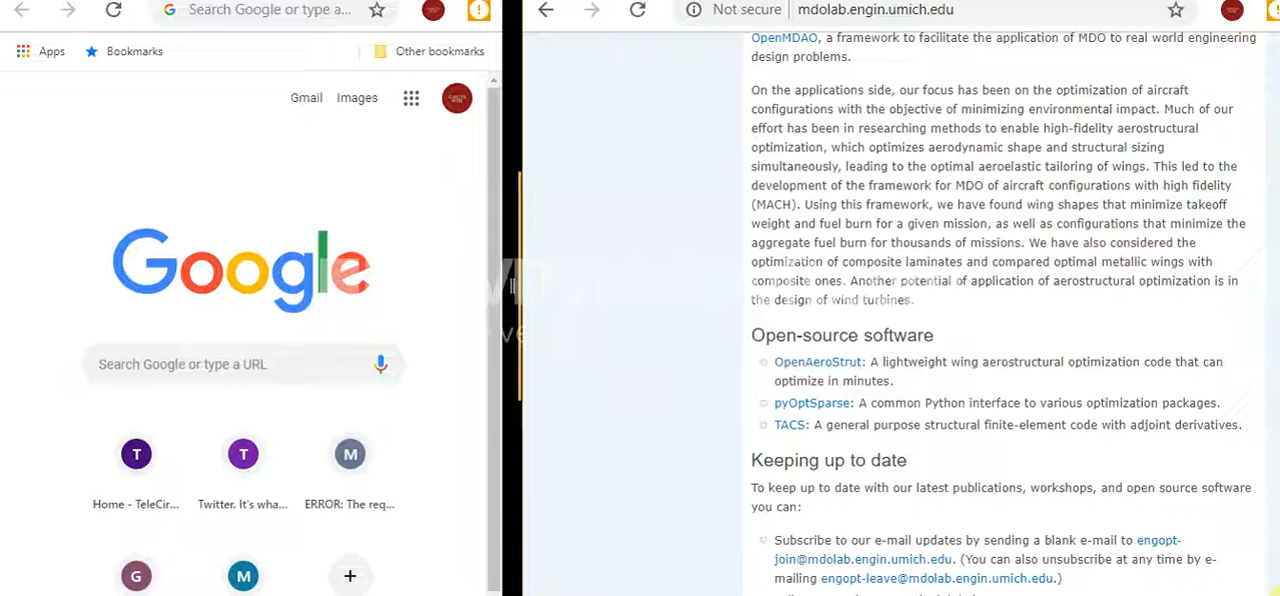 Search Google or type a...
Apps
Bookmarks
Other bookmarks
Gmail
Images
Google
Search Google or type a URL
T
T
M
Home - TeleCir...
Twitter. It's wha...
ERROR: The req...
G
M
Not secure
mdolab.engin.umich.edu
OpenMDAO, a framework to facilitate the application of MDO to real world engineering
design problems.
On the applications side, our focus has been on the optimization of aircraft
configurations with the objective of minimizing environmental impact. Much of our
effort has been in researching methods to enable high-fidelity aerostructural
optimization, which optimizes aerodynamic shape and structural sizing
simultaneously, leading to the optimal aeroelastic tailoring of wings. This led to the
development of the framework for MDO of aircraft configurations with high fidelity
(MACH). Using this framework, we have found wing shapes that minimize takeoff
weight and fuel burn for a given mission, as well as configurations that minimize the
aggregate fuel burn for thousands of missions. We have also considered the
optimization of composite laminates and compared optimal metallic wings with
composite ones. Another potential of application of aerostructural optimization is in
the design of wind turbines.
Open-source software
OpenAeroStrut: A lightweight wing aerostructural optimization code that can
optimize in minutes.
pyOptSparse: A common Python interface to various optimization packages.
TACS: A general purpose structural finite-element code with adjoint derivatives.
Keeping up to date
To keep up to date with our latest publications, workshops, and open source software
you can:
Subscribe to our e-mail updates by sending a blank e-mail to engopt-
join@mdolab.engin.umich.edu. (You can also unsubscribe at any time by e-
mailing engopt-leave@mdolab.engin.umich.edu.)